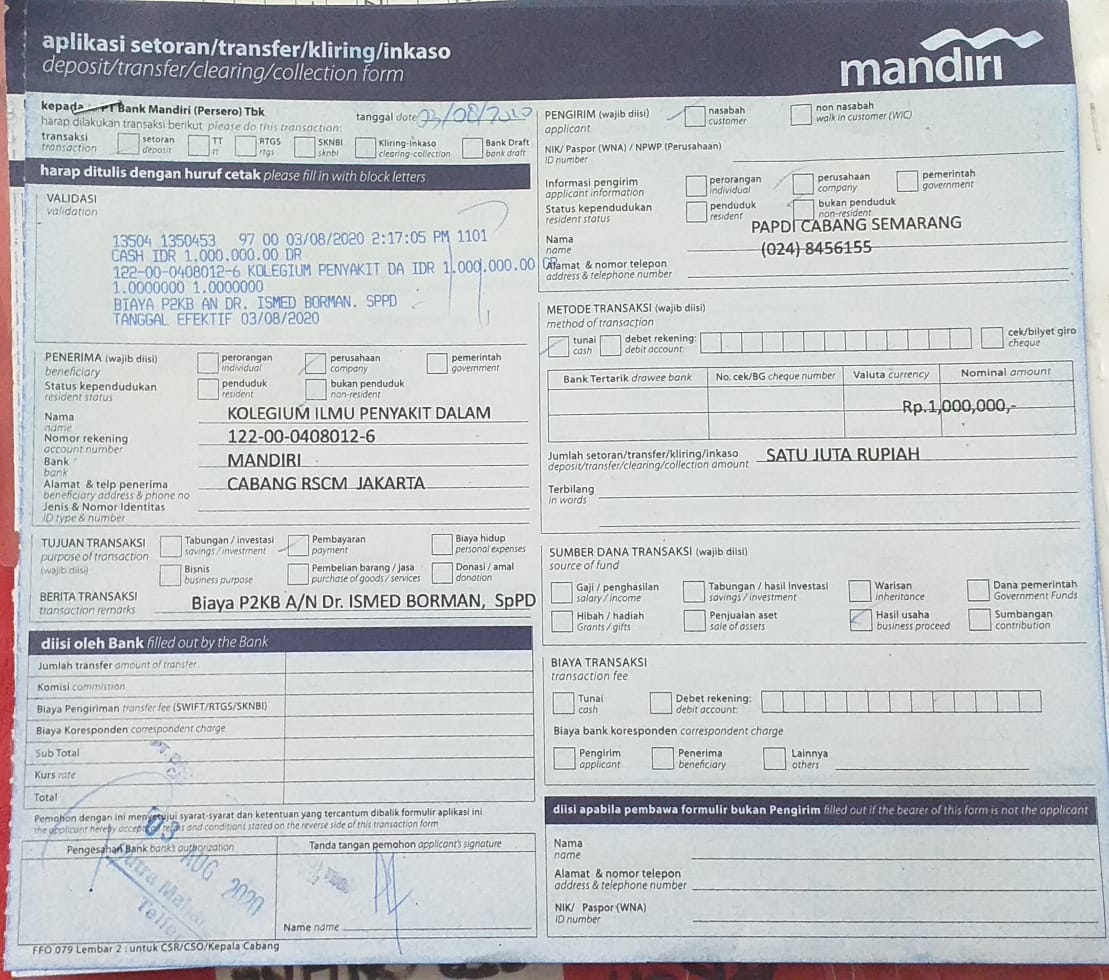 aplikasi setoran/transfer/kliring/inkaso
deposit/transfer/clearing/collection form
mandiri
kepada PT Bank Mandiri (Persero) Tbk
harap dilakukan transaksi berikut please do this transaction:
tanggal date 03/08/2020
transaksi transaction
setoran deposit
TT tt
RTGS rtgs
SKNBI sknbi
Kliring-Inkaso clearing-collection
Bank Draft bank draft
harap ditulis dengan huruf cetak please fill in with block letters
VALIDASI
validation
13504 1350453 97 00 03/08/2020 2:17:05 PM 1101
CASH IDR 1.000.000.00 DR
122-00-0408012-6 KOLEGIUM PENYAKIT DA IDR 1.000.000.00 CR
1.0000000 1.0000000
BIAYA P2KB AN DR. ISMED BORMAN. SPPD
TANGGAL EFEKTIF 03/08/2020
PENERIMA (wajib diisi)
beneficiary
perorangan individual
perusahaan company
pemerintah government
Status kependudukan
resident status
penduduk resident
bukan penduduk non-resident
Nama KOLEGIUM ILMU PENYAKIT DALAM
name
Nomor rekening 122-00-0408012-6
account number
Bank MANDIRI
bank
Alamat & telp penerima CABANG RSCM JAKARTA
beneficiary address & phone no
Jenis & Nomor Identitas
ID type & number
TUJUAN TRANSAKSI
purpose of transaction
(wajib diisi)
Tabungan / investasi savings / investment
Pembayaran payment
Biaya hidup personal expenses
Bisnis business purpose
Pembelian barang / jasa purchase of goods / services
Donasi / amal donation
BERITA TRANSAKSI Biaya P2KB A/N Dr. ISMED BORMAN, SpPD
transaction remarks
diisi oleh Bank filled out by the Bank
Jumlah transfer amount of transfer
Komisi commission
Biaya Pengiriman transfer fee (SWIFT/RTGS/SKNBI)
Biaya Koresponden correspondent charge
Sub Total
Kurs rate
Total
Pemohon dengan ini menyetujui syarat-syarat dan ketentuan yang tercantum dibalik formulir aplikasi ini
the applicant hereby accept terms and conditions stated on the reverse side of this transaction form
Pengesahan Bank bank's authorization
Tanda tangan pemohon applicant's signature
03 AUG 2020
Name name
FFO 079 Lembar 2 : untuk CSR/CSO/Kepala Cabang
PENGIRIM (wajib diisi)
applicant
nasabah customer
non nasabah walk in customer (WIC)
NIK/ Paspor (WNA) / NPWP (Perusahaan)
ID number
Informasi pengirim
applicant information
perorangan individual
perusahaan company
pemerintah government
Status kependudukan
resident status
penduduk resident
bukan penduduk non-resident
Nama PAPDI CABANG SEMARANG
name (024) 8456155
Alamat & nomor telepon
address & telephone number
METODE TRANSAKSI (wajib diisi)
method of transaction
tunai cash
debet rekening: debit account:
cek/bilyet giro cheque
Bank Tertarik drawee bank
No. cek/BG cheque number
Valuta currency
Nominal amount
Rp.1,000,000,-
Jumlah setoran/transfer/kliring/inkaso SATU JUTA RUPIAH
deposit/transfer/clearing/collection amount
Terbilang
in words
SUMBER DANA TRANSAKSI (wajib diisi)
source of fund
Gaji / penghasilan salary / income
Tabungan / hasil Investasi savings / investment
Warisan inheritance
Dana pemerintah Government Funds
Hibah / hadiah Grants / gifts
Penjualan aset sale of assets
Hasil usaha business proceed
Sumbangan contribution
BIAYA TRANSAKSI
transaction fee
Tunai cash
Debet rekening: debit account:
Biaya bank koresponden correspondent charge
Pengirim applicant
Penerima beneficiary
Lainnya others
diisi apabila pembawa formulir bukan Pengirim filled out if the bearer of this form is not the applicant
Nama
name
Alamat & nomor telepon
address & telephone number
NIK/ Paspor (WNA)
ID number